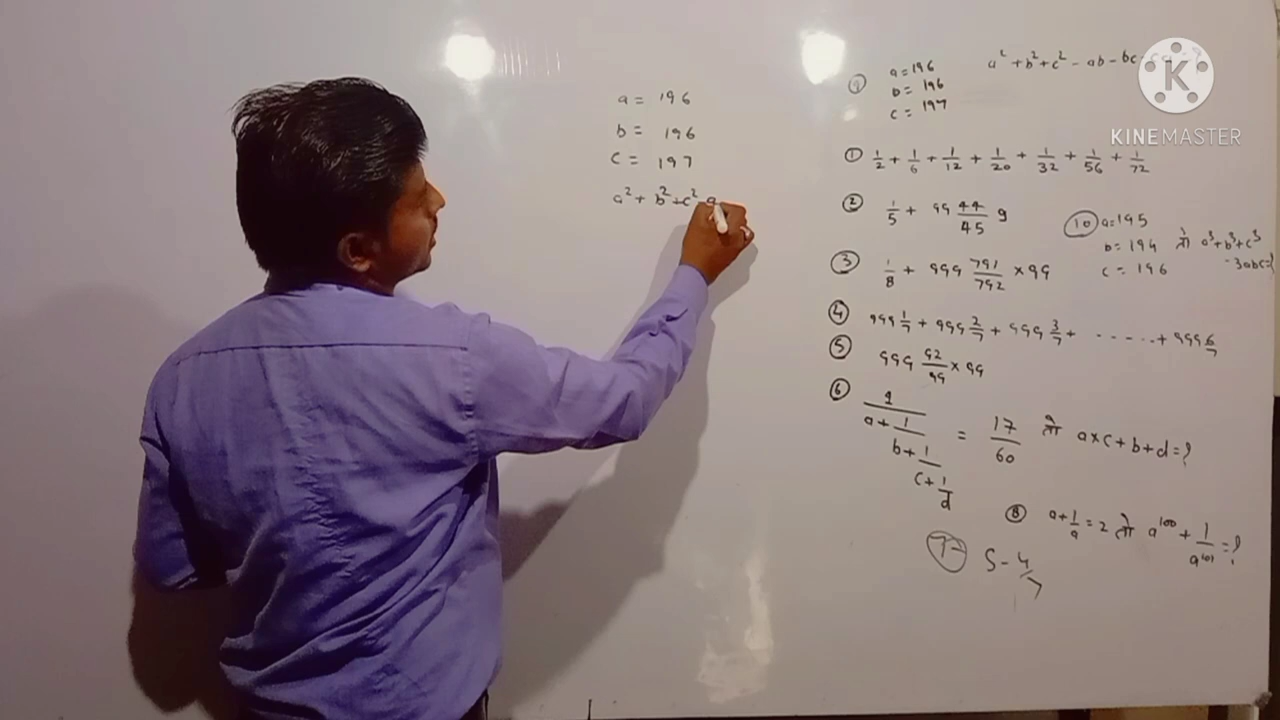 a = 196
b = 196
c = 197
a² + b² + c²
9 a = 196
b = 196
c = 197
a² + b² + c² - ab - bc
KINEMASTER
1 1/2 + 1/6 + 1/12 + 1/20 + 1/32 + 1/56 + 1/72
2 1/5 + 99 44/45
3 1/8 + 999 791/792 × 99
10 a = 195
b = 194 तो a³ + b³ + c³
c = 196 - 3abc = ?
4 999 1/7 + 999 2/7 + 999 3/7 + ...... + 999 6/7
5 999 92/99 × 99
6 1/(a + 1/(b + 1/(c + 1/d))) = 17/60 तो a×c+b+d=?
8 a + 1/a = 2 तो a¹⁰⁰ + 1/a¹⁰¹ = ?
7 5 - 4/7